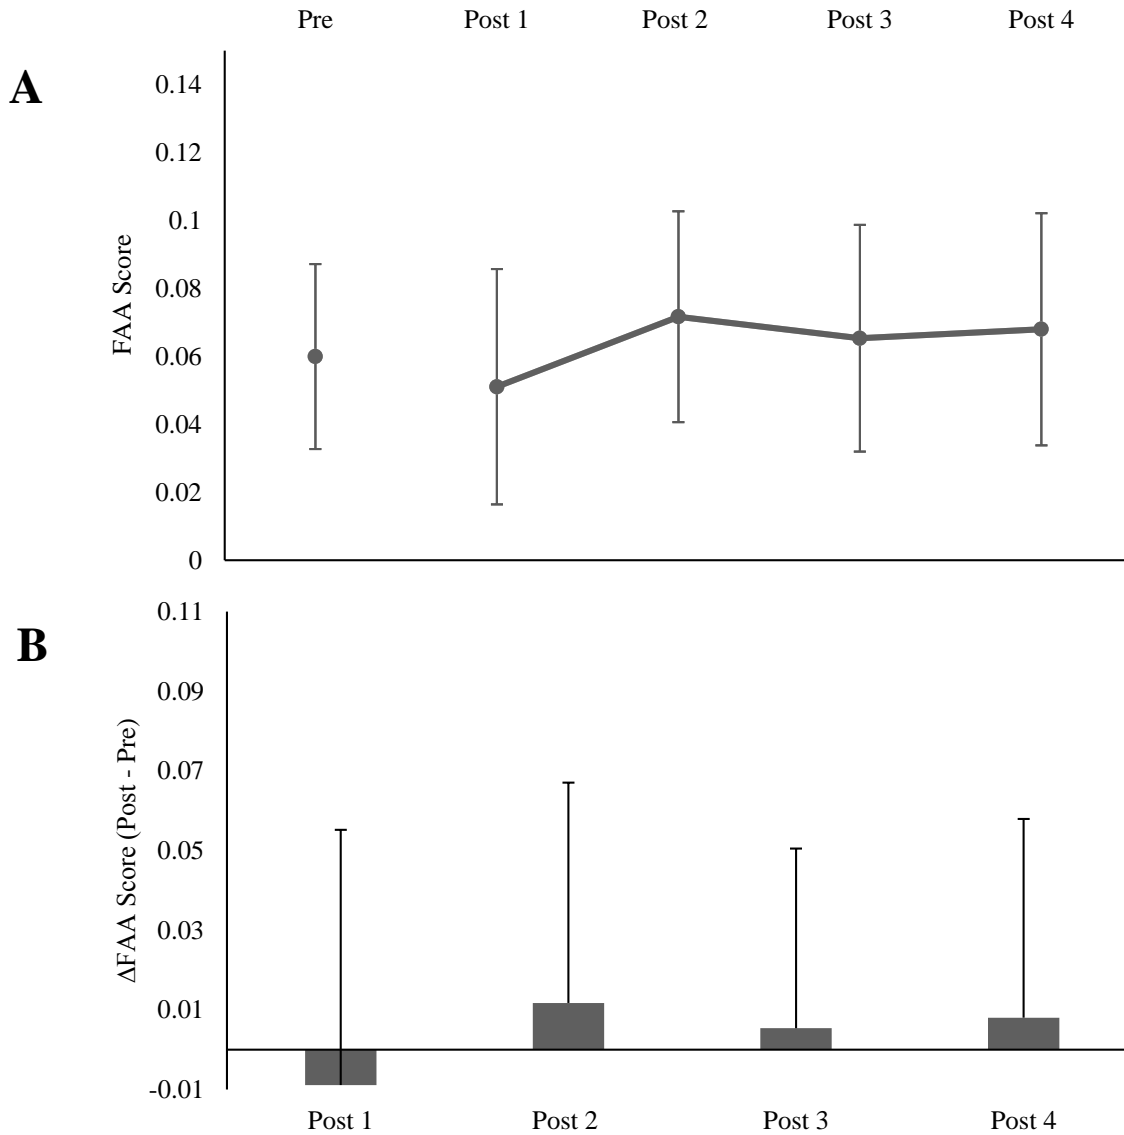 Pre Post 1 Post 2 Post 3 Post 4
A
0.14
0.12
0.1
0.08
0.06
0.04
0.02
0
FAA Score
B
0.11
0.09
0.07
0.05
0.03
0.01
-0.01
ΔFAA Score (Post - Pre)
Post 1 Post 2 Post 3 Post 4